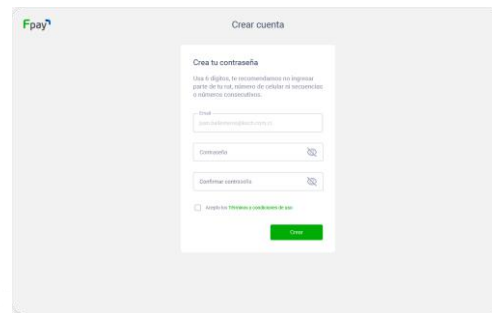 Fpay
Crear cuenta
Crea tu contraseña
Usa 6 dígitos, te recomendamos no ingresar
parte de tu rut, número de celular ni secuencias
o números consecutivos.
Email
Contraseña
Confirmar contraseña
Acepto los Términos y condiciones de uso
Crear